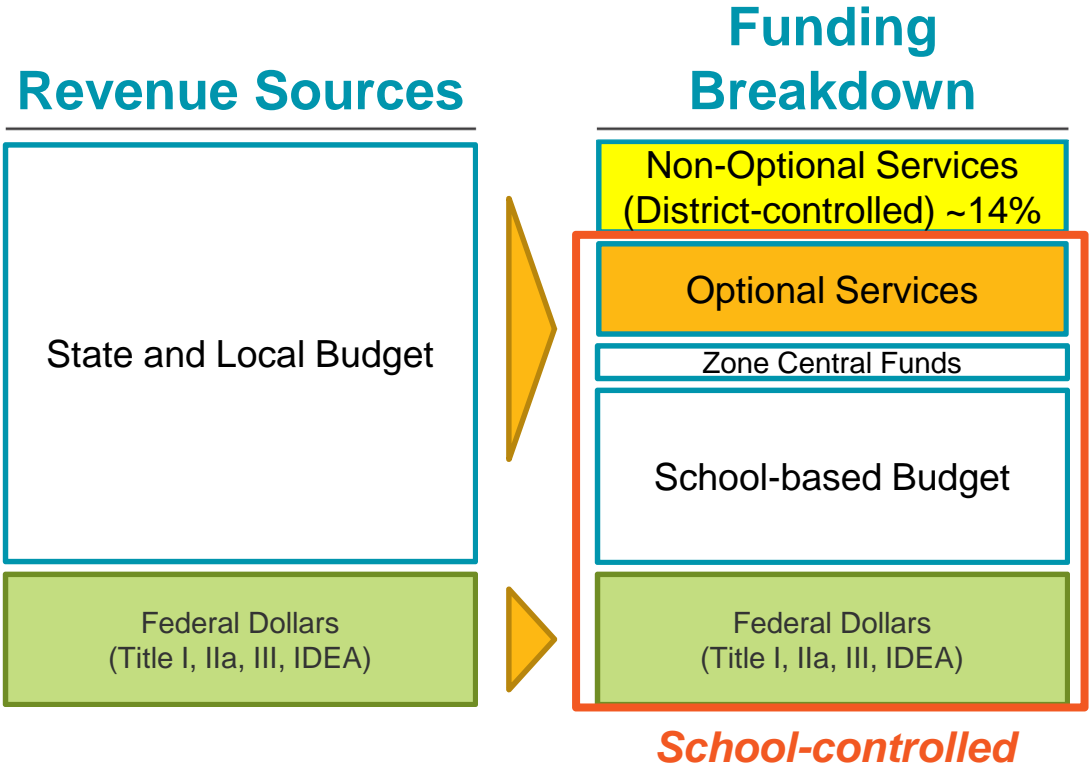 Revenue Sources
State and Local Budget
Federal Dollars
(Title I, IIa, III, IDEA)
Funding
Breakdown
Non-Optional Services
(District-controlled) ~14%
Optional Services
Zone Central Funds
School-based Budget
Federal Dollars
(Title I, IIa, III, IDEA)
School-controlled